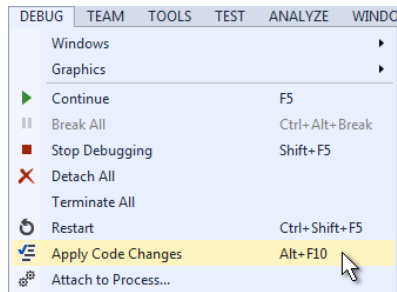 DEBUG TEAM TOOLS TEST ANALYZE
Windows
Graphics
Continue F5
Break All Ctrl+Alt+Break
Stop Debugging Shift+F5
Detach All
Terminate All
Restart Ctrl+Shift+F5
Apply Code Changes Alt+F10
Attach to Process...